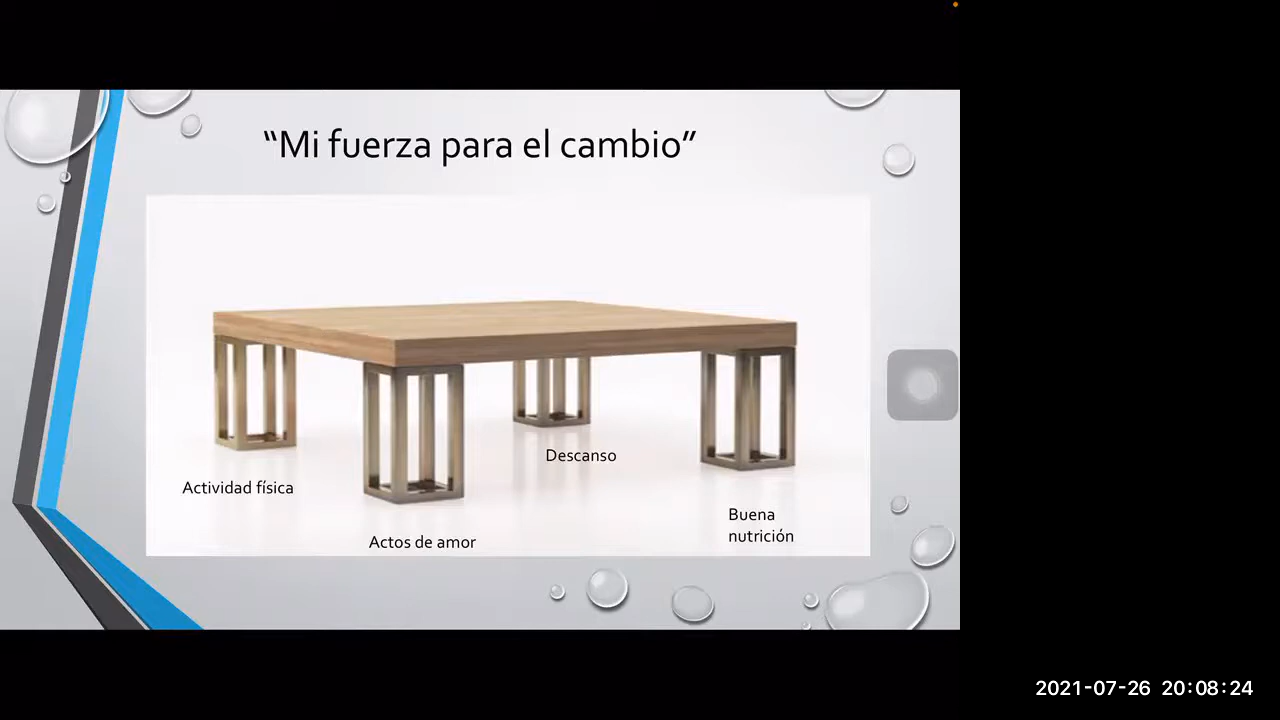 “Mi fuerza para el cambio”
Descanso
Actividad física
Buena
nutrición
Actos de amor
2021-07-26 20:08:24